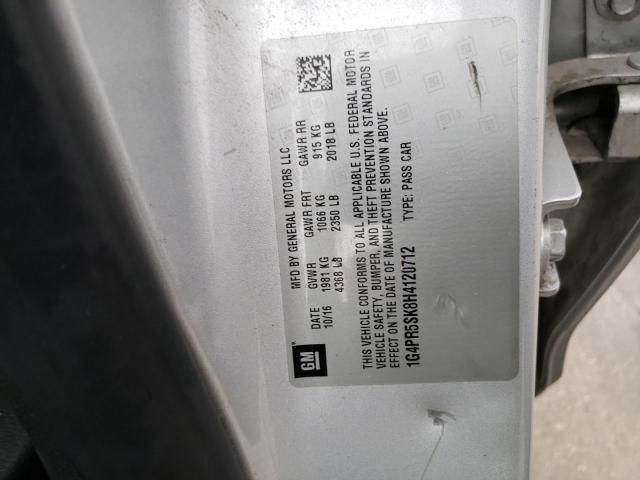 MFD BY GENERAL MOTORS LLC
DATE GVWR GAWR FRT GAWR RR
10/16 1981 KG 1066 KG 915 KG
4368 LB 2350 LB 2018 LB
THIS VEHICLE CONFORMS TO ALL APPLICABLE U.S. FEDERAL MOTOR
VEHICLE SAFETY, BUMPER, AND THEFT PREVENTION STANDARDS IN
EFFECT ON THE DATE OF MANUFACTURE SHOWN ABOVE.
1G4PR5SK8H4120712 TYPE: PASS CAR
GM